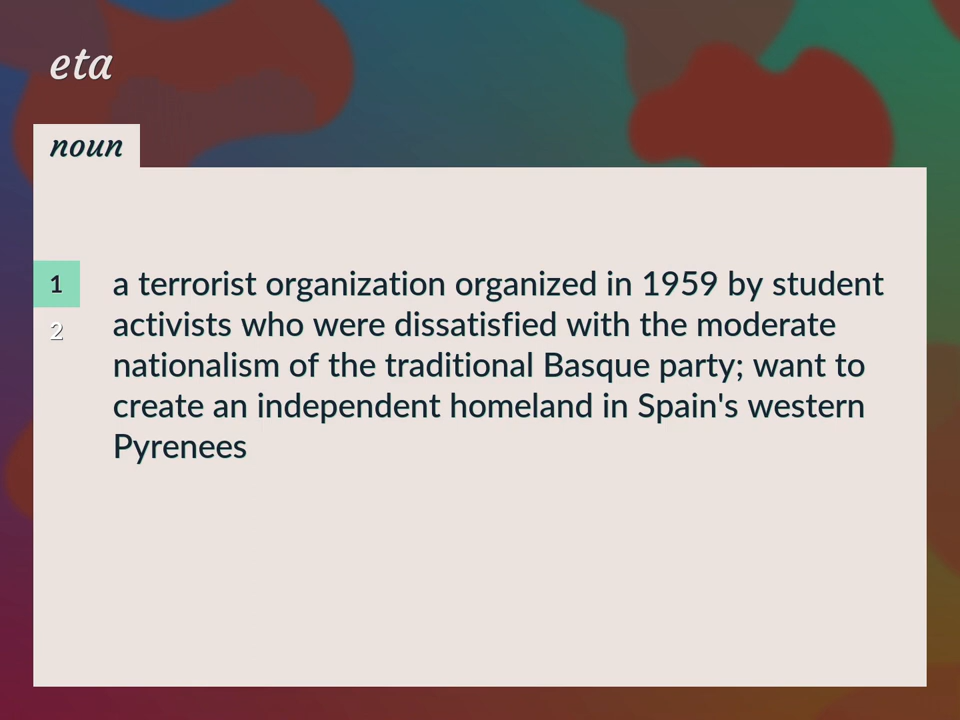 eta
noun
1
2
a terrorist organization organized in 1959 by student
activists who were dissatisfied with the moderate
nationalism of the traditional Basque party; want to
create an independent homeland in Spain's western
Pyrenees